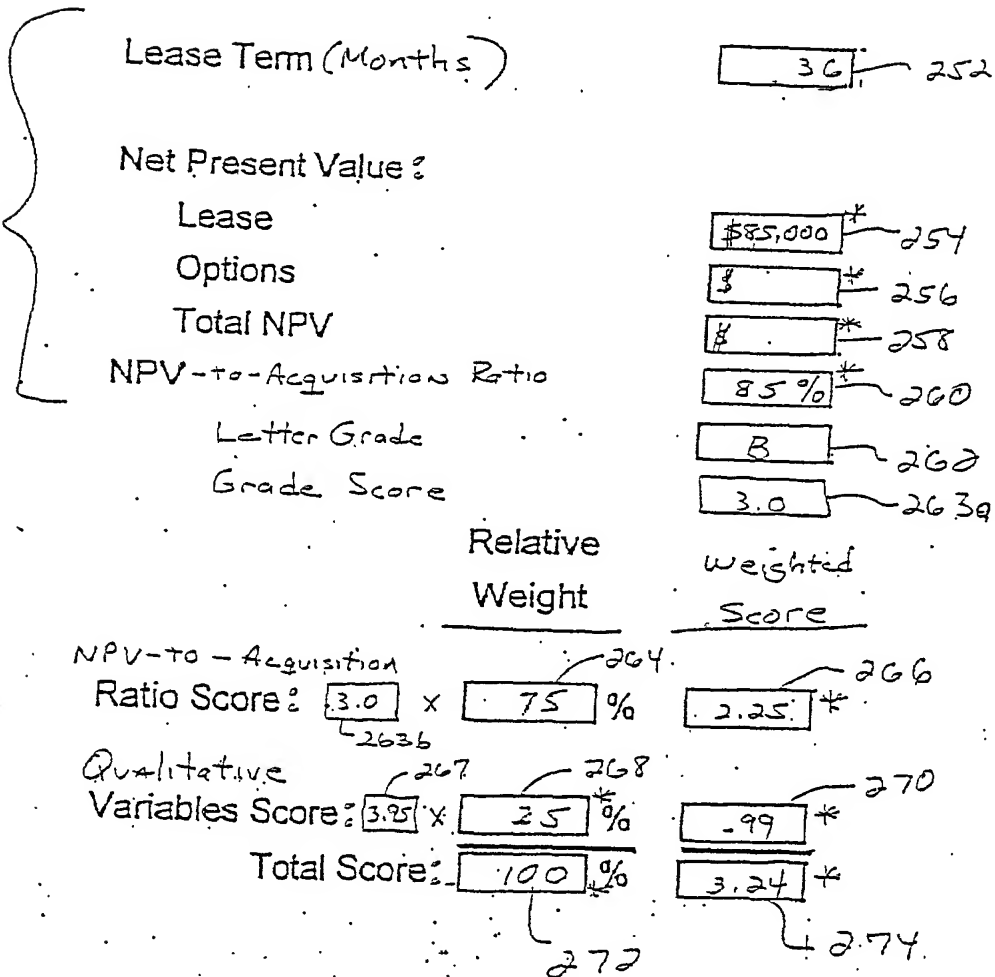 Lease Term (Months) 36 252
Net Present Value:
Lease $85,000* 254
Options $ * 256
Total NPV $ * 258
NPV-to-Acquisition Ratio 85%* 260
Letter Grade B 262
Grade Score 3.0 263a
Relative Weight weighted Score
NPV-to-Acquisition 264 266
Ratio Score: 3.0 x 75 % 2.25 *
263b
Qualitative 267 268 270
Variables Score: 3.95 x 25 *% .99 *
Total Score: 100 *% 3.24 *
272 274